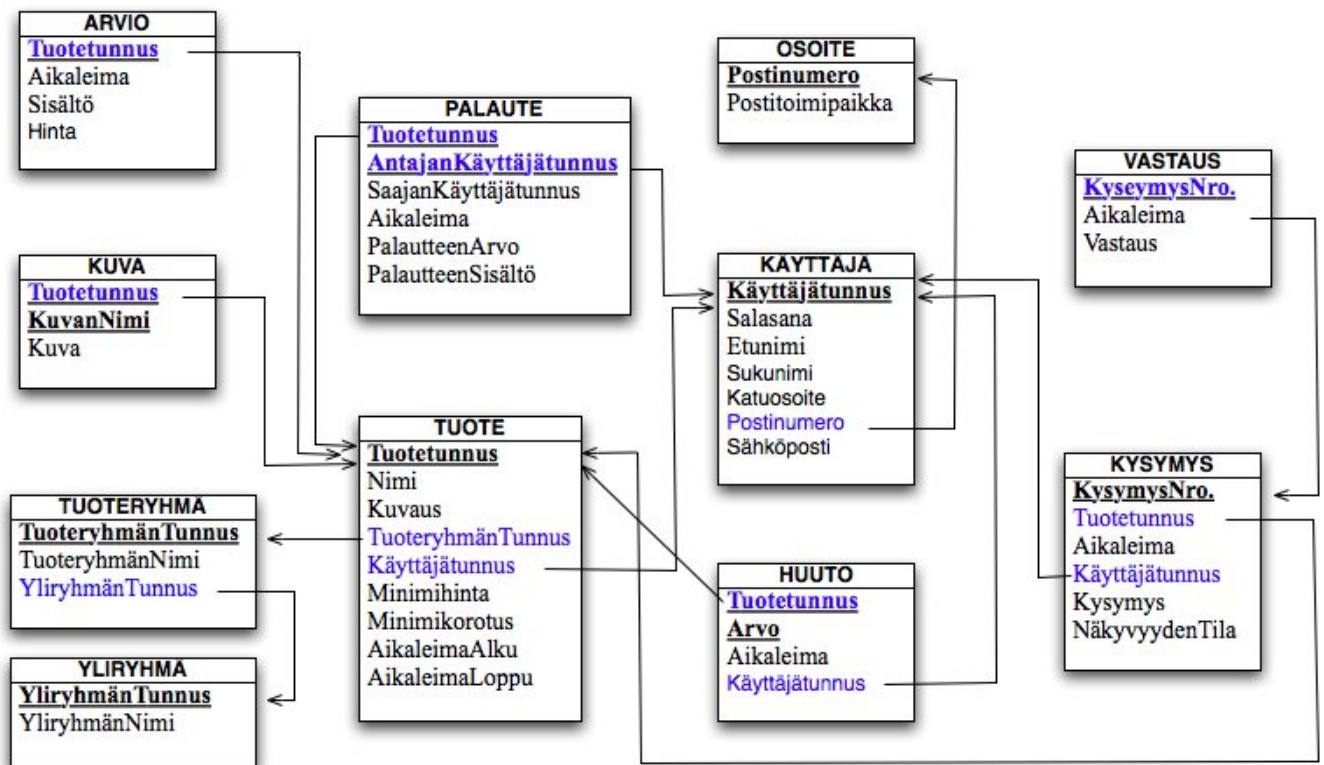 ARVIO
Tuotetunnus
Aikaleima
Sisältö
Hinta
PALAUTE
Tuotetunnus
AntajanKäyttäjätunnus
SaajanKäyttäjätunnus
Aikaleima
PalautteenArvo
PalautteenSisältö
OSOITE
Postinumero
Postitoimipaikka
VASTAUS
KyseymysNro.
Aikaleima
Vastaus
KUVA
Tuotetunnus
KuvanNimi
Kuva
KÄYTTÄJÄ
Käyttäjätunnus
Salasana
Etunimi
Sukunimi
Katuosoite
Postinumero
Sähköposti
TUOTE
Tuotetunnus
Nimi
Kuvaus
TuoteryhmänTunnus
Käyttäjätunnus
Minimihinta
Minimikorotus
AikaleimaAlku
AikaleimaLoppu
KYSYMYS
KysymysNro.
Tuotetunnus
Aikaleima
Käyttäjätunnus
Kysymys
NäkyvyydenTila
TUOTERYHMÄ
TuoteryhmänTunnus
TuoteryhmänNimi
YliryhmänTunnus
HUUTO
Tuotetunnus
Arvo
Aikaleima
Käyttäjätunnus
YLIRYHMÄ
YliryhmänTunnus
YliryhmänNimi